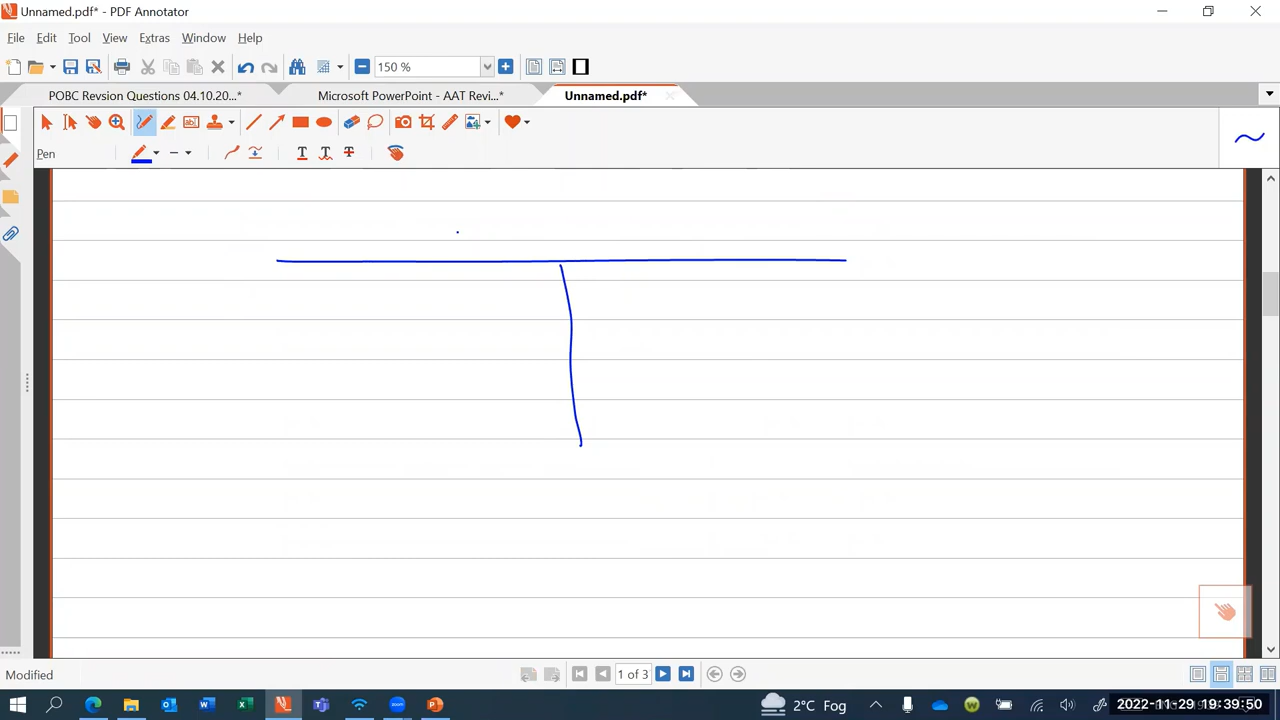 Unnamed.pdf* - PDF Annotator
File Edit Tool View Extras Window Help
150 %
POBC Revsion Questions 04.10.20...*
Microsoft PowerPoint - AAT Revi...*
Unnamed.pdf*
Pen
Modified
1 of 3
2°C Fog
2022-11-29 19:39:50